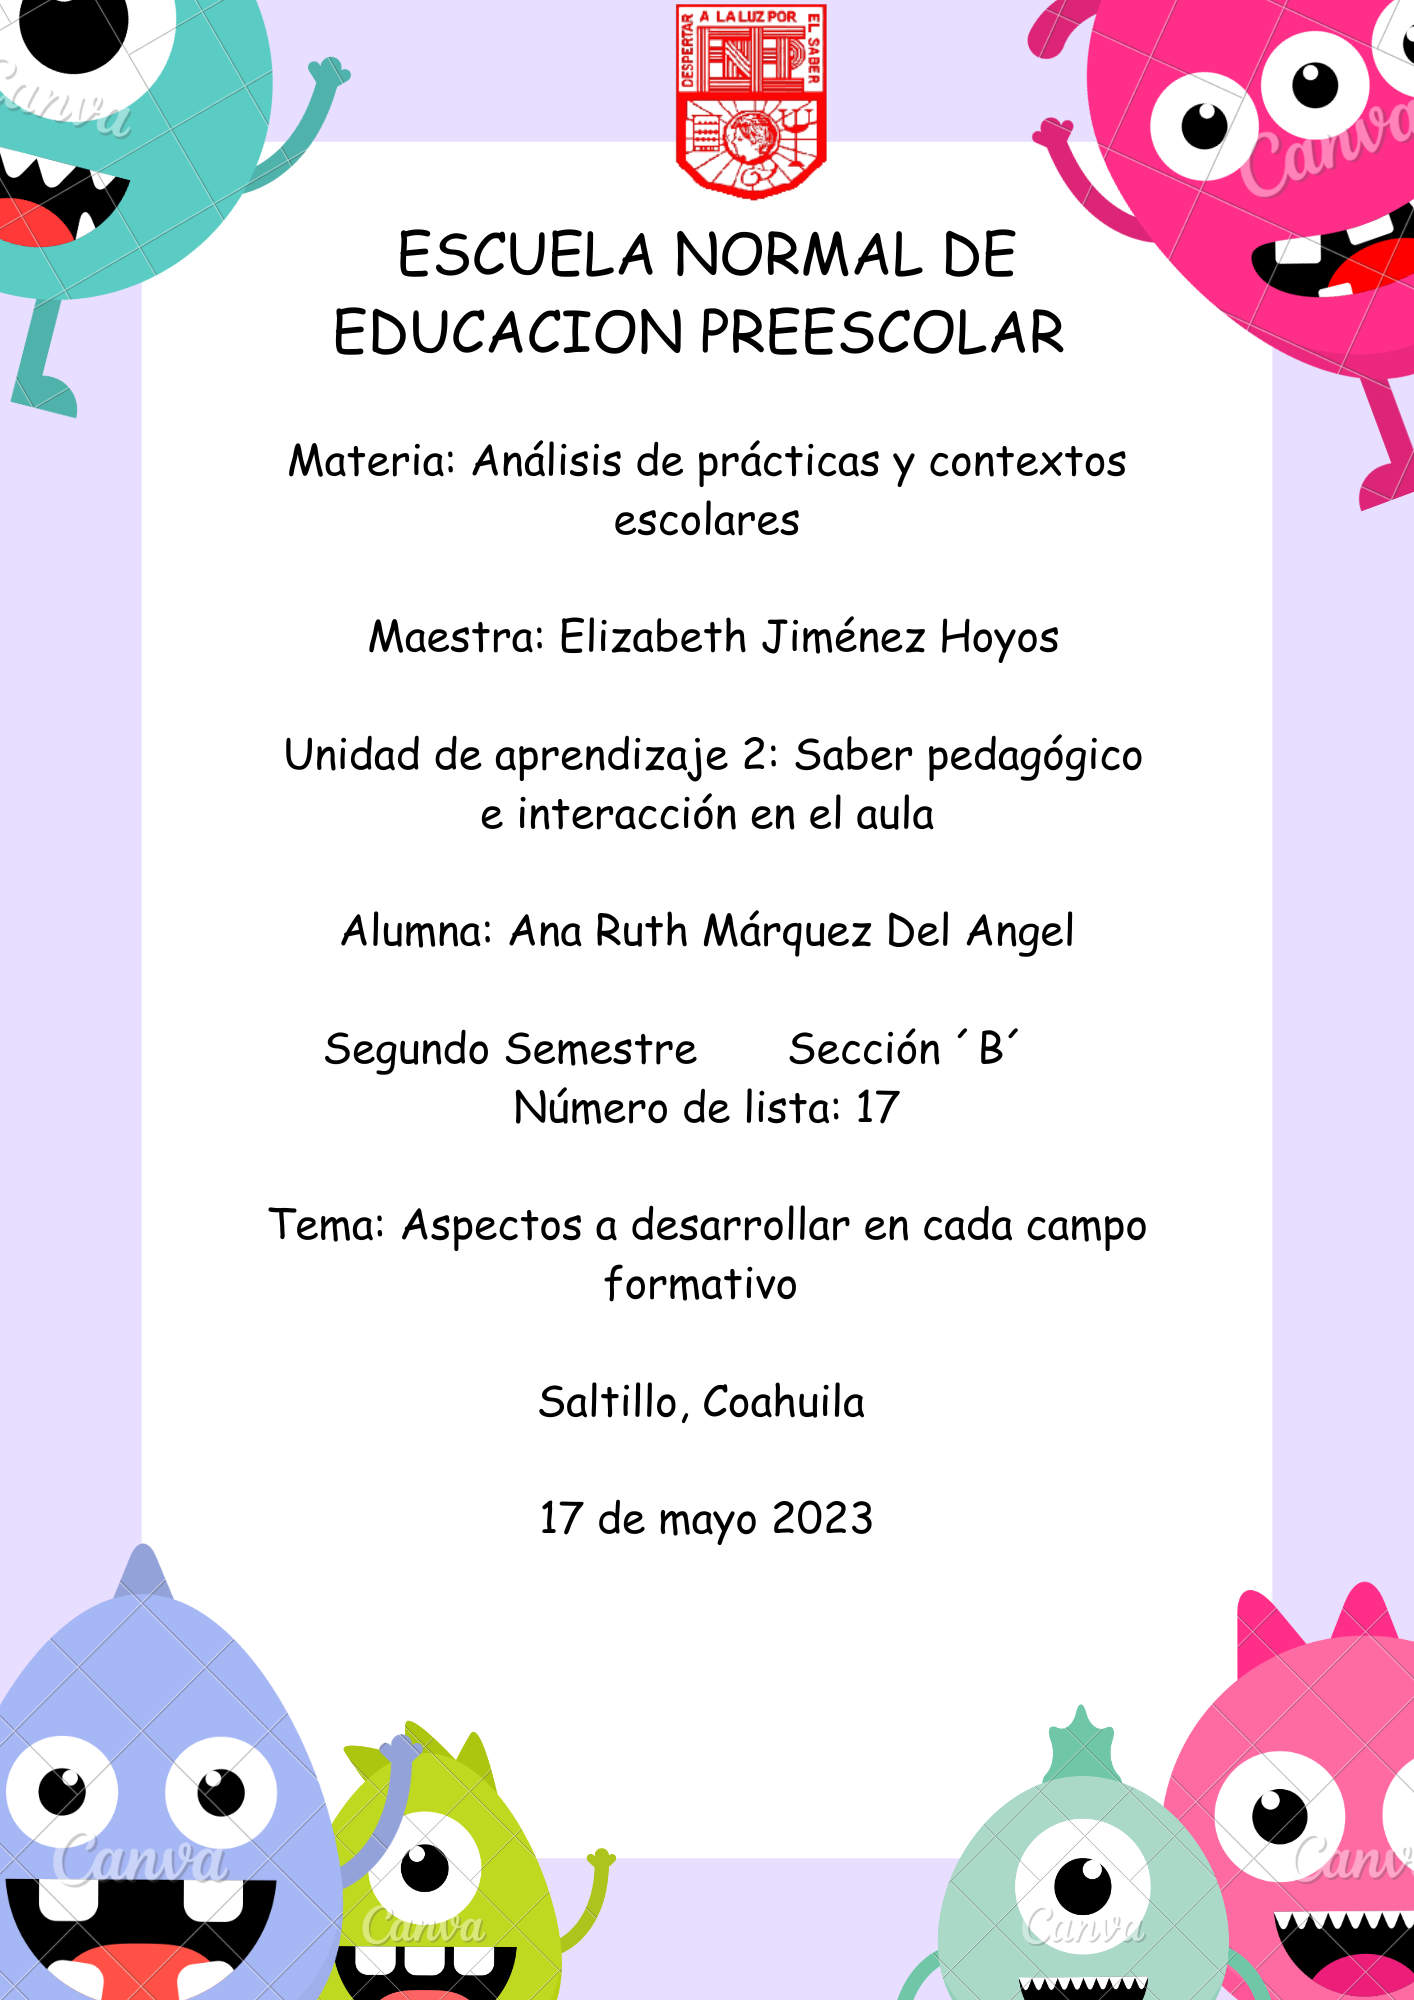 DESPERTAR A LA LUZ POR EL SABER
ENEP
ESCUELA NORMAL DE
EDUCACION PREESCOLAR
Materia: Análisis de prácticas y contextos
escolares
Maestra: Elizabeth Jiménez Hoyos
Unidad de aprendizaje 2: Saber pedagógico
e interacción en el aula
Alumna: Ana Ruth Márquez Del Angel
Segundo Semestre Sección ´B´
Número de lista: 17
Tema: Aspectos a desarrollar en cada campo
formativo
Saltillo, Coahuila
17 de mayo 2023
Canva
Canva
Canva
Canva
Canva
Canva